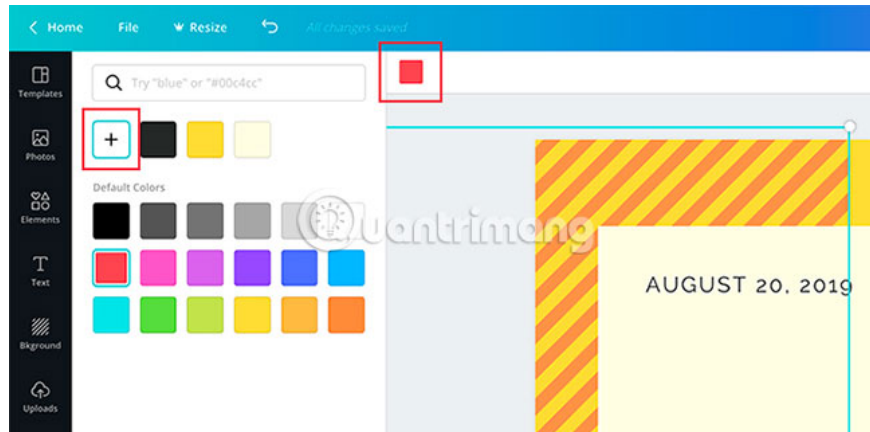 Home File Resize All changes saved
Templates
Try "blue" or "#00c4cc"
Photos
Default Colors
Elements
Quantrimang
Text
AUGUST 20, 2019
Bkground
Uploads